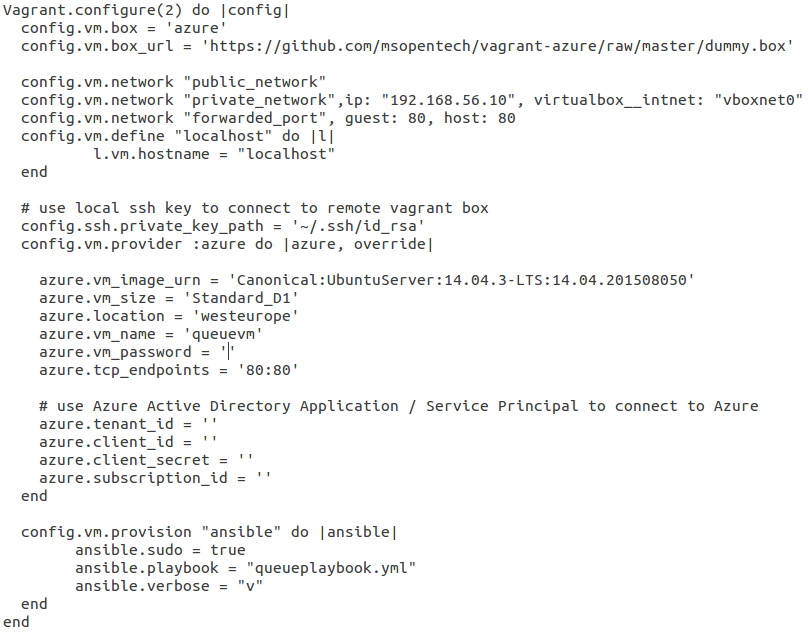 Vagrant.configure(2) do |config|
  config.vm.box = 'azure'
  config.vm.box_url = 'https://github.com/msopentech/vagrant-azure/raw/master/dummy.box'

  config.vm.network "public_network"
  config.vm.network "private_network",ip: "192.168.56.10", virtualbox__intnet: "vboxnet0"
  config.vm.network "forwarded_port", guest: 80, host: 80
  config.vm.define "localhost" do |l|
          l.vm.hostname = "localhost"
  end

  # use local ssh key to connect to remote vagrant box
  config.ssh.private_key_path = '~/.ssh/id_rsa'
  config.vm.provider :azure do |azure, override|

    azure.vm_image_urn = 'Canonical:UbuntuServer:14.04.3-LTS:14.04.201508050'
    azure.vm_size = 'Standard_D1'
    azure.location = 'westeurope'
    azure.vm_name = 'queuevm'
    azure.vm_password = ''
    azure.tcp_endpoints = '80:80'

    # use Azure Active Directory Application / Service Principal to connect to Azure
    azure.tenant_id = ''
    azure.client_id = ''
    azure.client_secret = ''
    azure.subscription_id = ''
  end

  config.vm.provision "ansible" do |ansible|
        ansible.sudo = true
        ansible.playbook = "queueplaybook.yml"
        ansible.verbose = "v"
  end
end